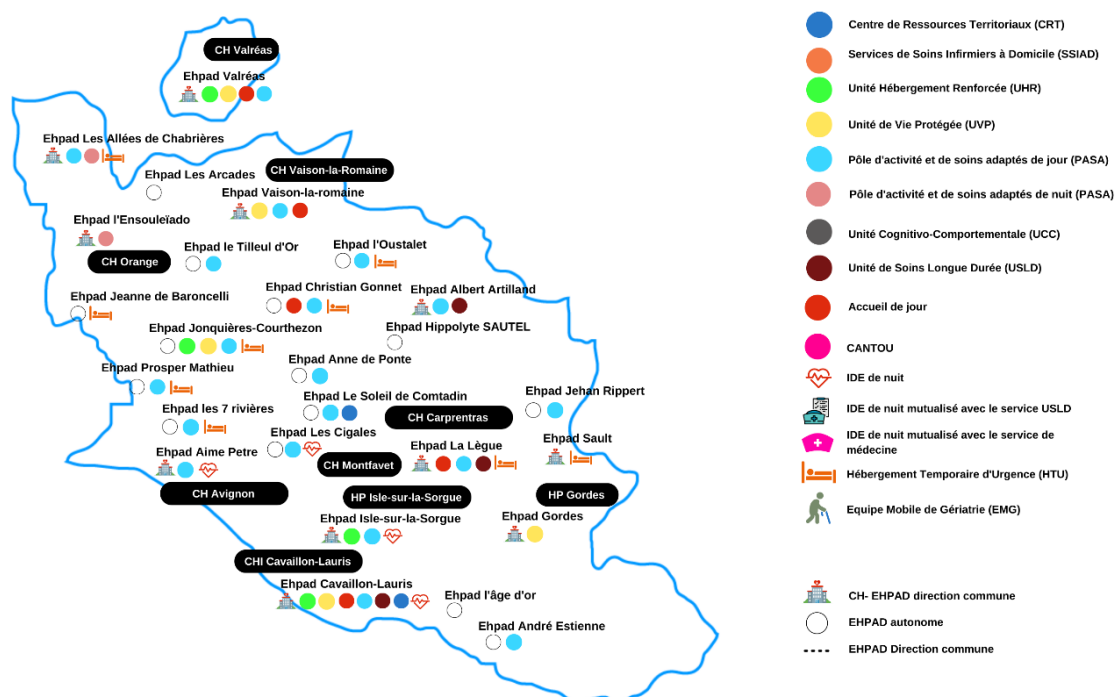 CH Valréas
Ehpad Valréas
Ehpad Les Allées de Chabrières
Ehpad Les Arcades
CH Vaison-la-Romaine
Ehpad Vaison-la-romaine
Ehpad l'Ensouleïado
CH Orange
Ehpad le Tilleul d'Or
Ehpad l'Oustalet
Ehpad Jeanne de Baroncelli
Ehpad Christian Gonnet
Ehpad Albert Artilland
Ehpad Jonquières-Courthezon
Ehpad Hippolyte SAUTEL
Ehpad Prosper Mathieu
Ehpad Anne de Ponte
Ehpad Le Soleil de Comtadin
Ehpad Jehan Rippert
Ehpad les 7 rivières
CH Carprentras
Ehpad Les Cigales
Ehpad Aime Petre
CH Montfavet
Ehpad La Lègue
Ehpad Sault
CH Avignon
HP Isle-sur-la-Sorgue
HP Gordes
Ehpad Isle-sur-la-Sorgue
Ehpad Gordes
CHI Cavaillon-Lauris
Ehpad Cavaillon-Lauris
Ehpad l'âge d'or
Ehpad André Estienne
Centre de Ressources Territoriaux (CRT)
Services de Soins Infirmiers à Domicile (SSIAD)
Unité Hébergement Renforcée (UHR)
Unité de Vie Protégée (UVP)
Pôle d'activité et de soins adaptés de jour (PASA)
Pôle d'activité et de soins adaptés de nuit (PASA)
Unité Cognitivo-Comportementale (UCC)
Unité de Soins Longue Durée (USLD)
Accueil de jour
CANTOU
IDE de nuit
IDE de nuit mutualisé avec le service USLD
IDE de nuit mutualisé avec le service de
médecine
Hébergement Temporaire d'Urgence (HTU)
Equipe Mobile de Gériatrie (EMG)
CH- EHPAD direction commune
EHPAD autonome
EHPAD Direction commune